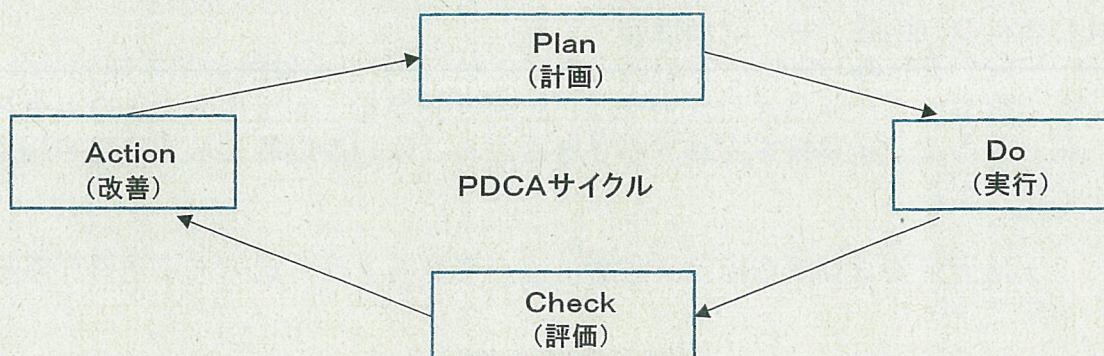 Plan
(計画)
Action
(改善)
PDCAサイクル
Do
(実行)
Check
(評価)